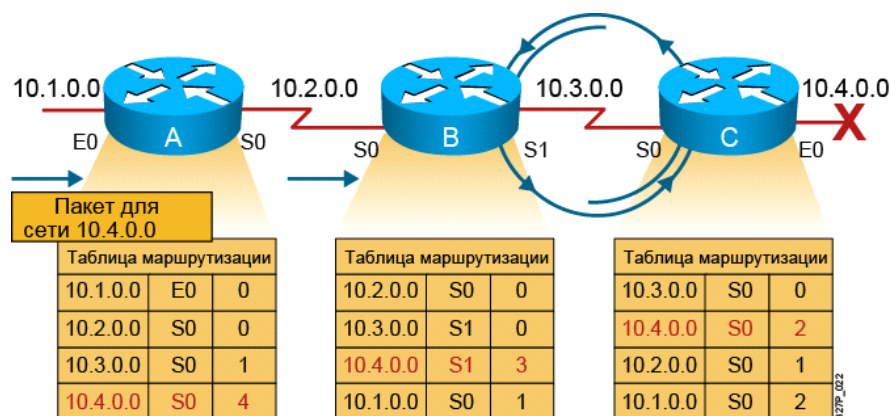 10.1.0.0 10.2.0.0 10.3.0.0 10.4.0.0
E0 A S0 S0 B S1 S0 C E0
X
Пакет для
сети 10.4.0.0
Таблица маршрутизации
10.1.0.0 E0 0
10.2.0.0 S0 0
10.3.0.0 S0 1
10.4.0.0 S0 4
Таблица маршрутизации
10.2.0.0 S0 0
10.3.0.0 S1 0
10.4.0.0 S1 3
10.1.0.0 S0 1
Таблица маршрутизации
10.3.0.0 S0 0
10.4.0.0 S0 2
10.2.0.0 S0 1
10.1.0.0 S0 2
127P_022